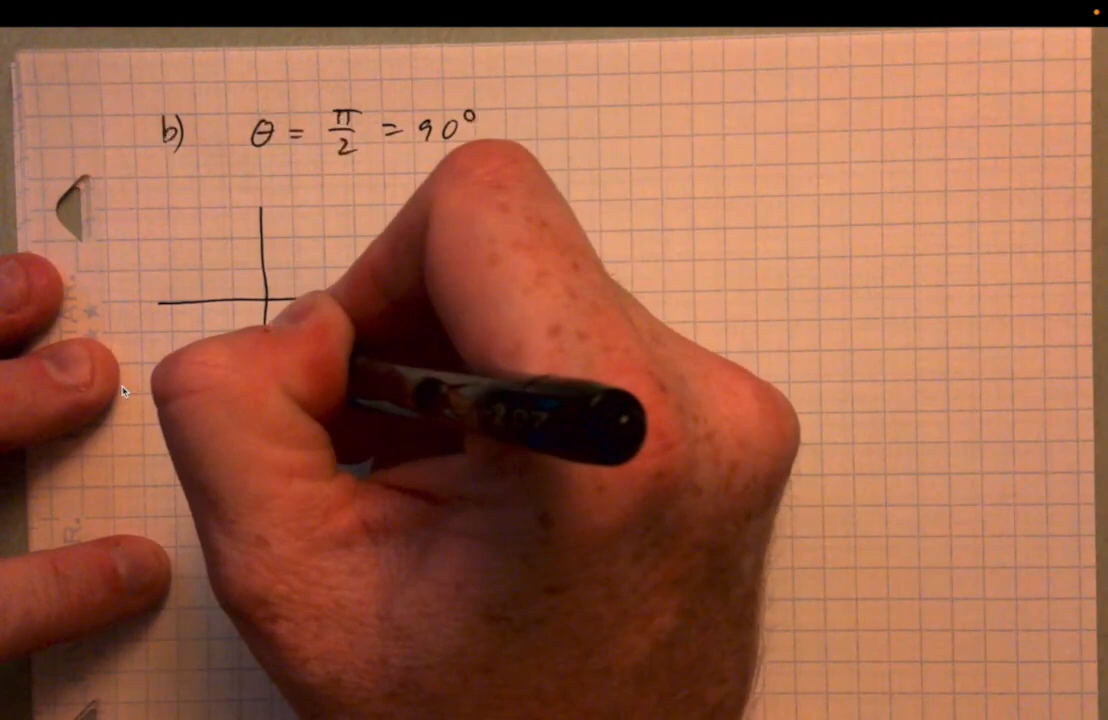 b) θ = π/2 = 90°